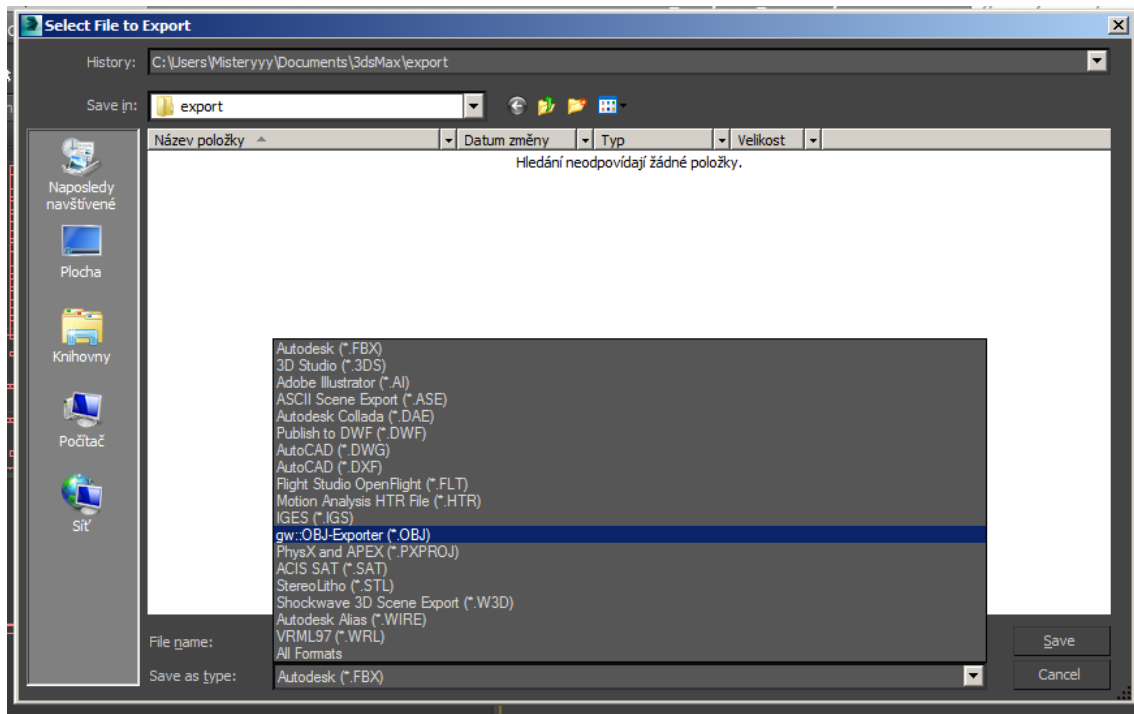 Select File to Export
History: C:\Users\Misteryyy\Documents\3dsMax\export
Save in: export
Název položky Datum změny Typ Velikost
Hledání neodpovídají žádné položky.
Naposledy
navštívené
Plocha
Knihovny
Počítač
Síť
Autodesk (*.FBX)
3D Studio (*.3DS)
Adobe Illustrator (*.AI)
ASCII Scene Export (*.ASE)
Autodesk Collada (*.DAE)
Publish to DWF (*.DWF)
AutoCAD (*.DWG)
AutoCAD (*.DXF)
Flight Studio OpenFlight (*.FLT)
Motion Analysis HTR File (*.HTR)
IGES (*.IGS)
gw::OBJ-Exporter (*.OBJ)
PhysX and APEX (*.PXPROJ)
ACIS SAT (*.SAT)
StereoLitho (*.STL)
Shockwave 3D Scene Export (*.W3D)
Autodesk Alias (*.WIRE)
VRML97 (*.WRL)
All Formats
File name: Save
Save as type: Autodesk (*.FBX) Cancel